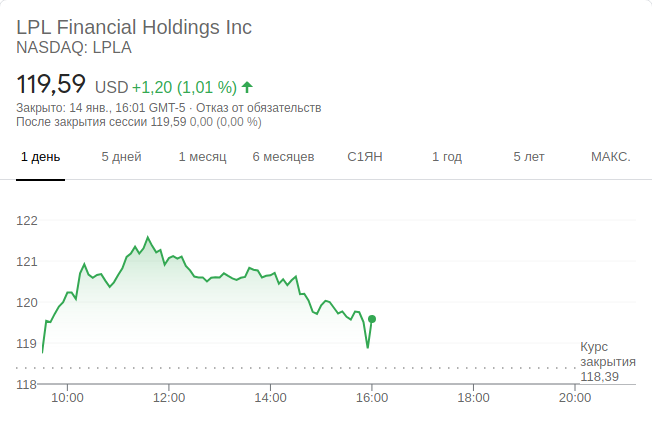 LPL Financial Holdings Inc
NASDAQ: LPLA
119,59 USD +1,20 (1,01 %)
Закрыто: 14 янв., 16:01 GMT-5 · Отказ от обязательств
После закрытия сессии 119,59 0,00 (0,00 %)
1 день 5 дней 1 месяц 6 месяцев С1ЯН 1 год 5 лет МАКС.
122
121
120
119
Курс
закрытия
118,39
118
10:00 12:00 14:00 16:00 18:00 20:00